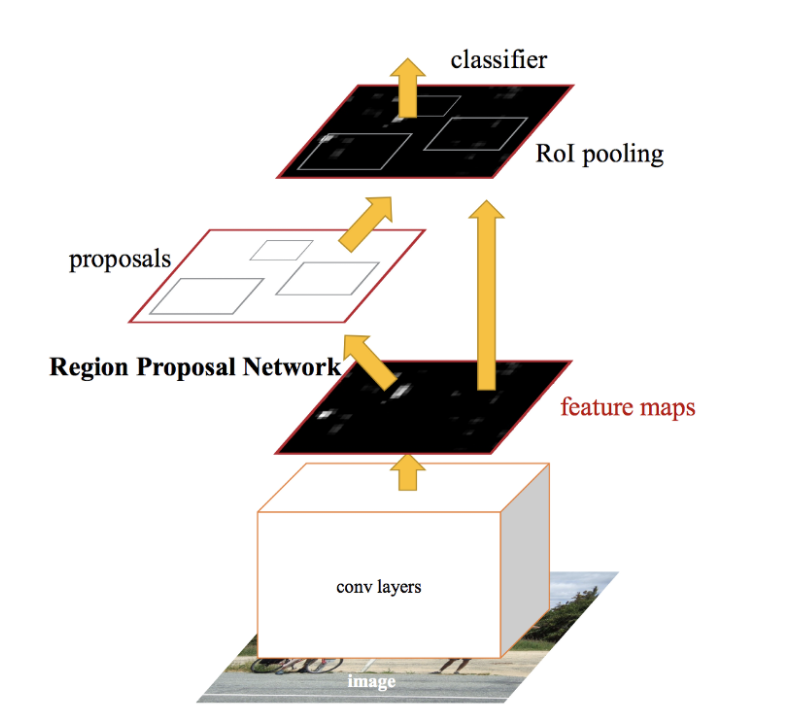 classifier
RoI pooling
proposals
Region Proposal Network
feature maps
conv layers
image